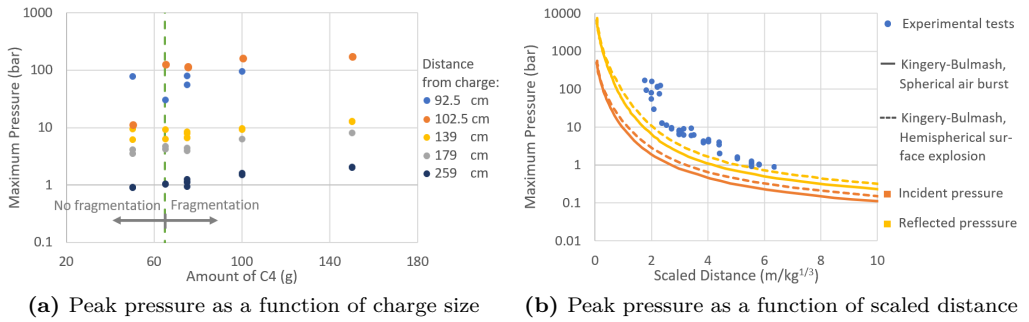 1000
100
10
1
0.1
Maximum Pressure (bar)
20
60
100
140
180
Amount of C4 (g)
No fragmentation
Fragmentation
Distance
from charge:
92.5 cm
102.5 cm
139 cm
179 cm
259 cm
(a) Peak pressure as a function of charge size
10000
1000
100
10
1
0.1
0.01
Maximum Pressure (bar)
0
2
4
6
8
10
Scaled Distance (m/kg1/3)
Experimental tests
Kingery-Bulmash,
Spherical air burst
Kingery-Bulmash,
Hemispherical sur-
face explosion
Incident pressure
Reflected presssure
(b) Peak pressure as a function of scaled distance